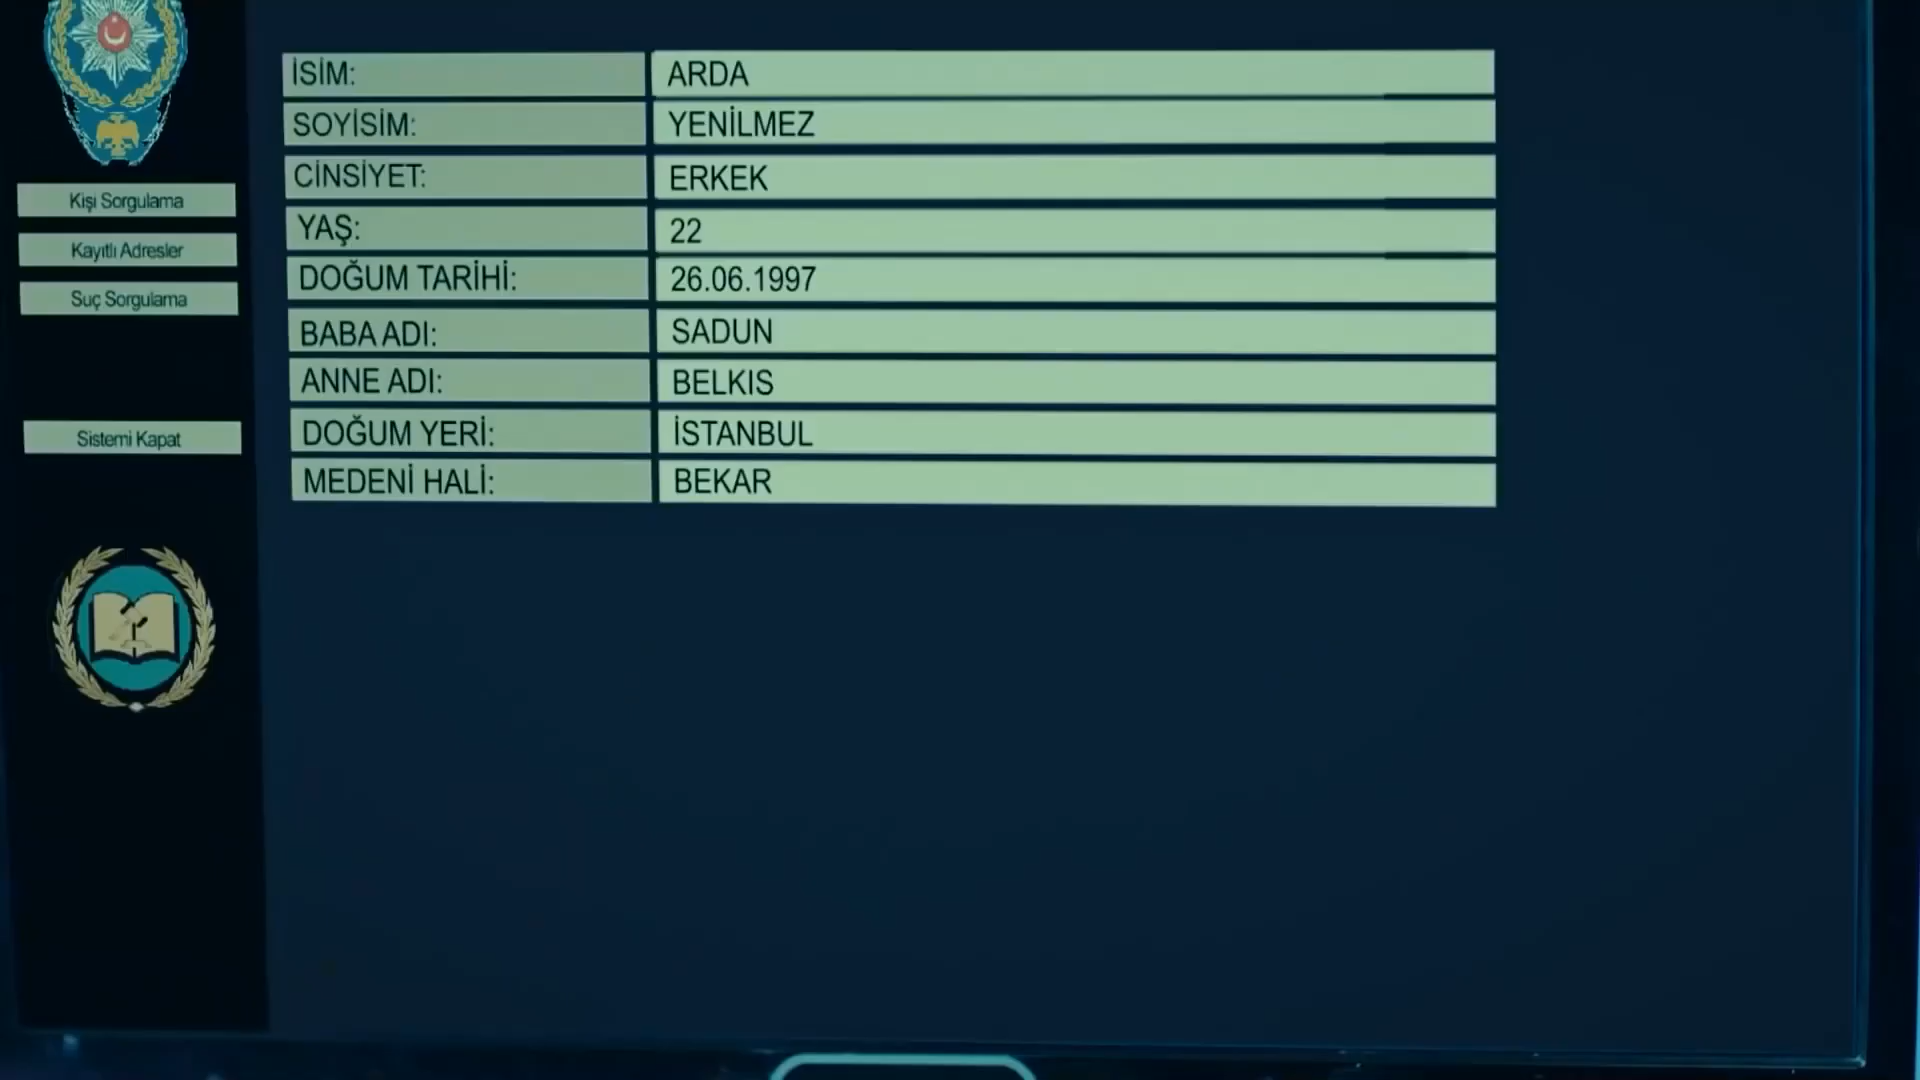 İSİM: ARDA
SOYİSİM: YENİLMEZ
CİNSİYET: ERKEK
YAŞ: 22
DOĞUM TARİHİ: 26.06.1997
BABA ADI: SADUN
ANNE ADI: BELKIS
DOĞUM YERİ: İSTANBUL
MEDENİ HALİ: BEKAR
Kişi Sorgulama
Kayıtlı Adresler
Suç Sorgulama
Sistemi Kapat